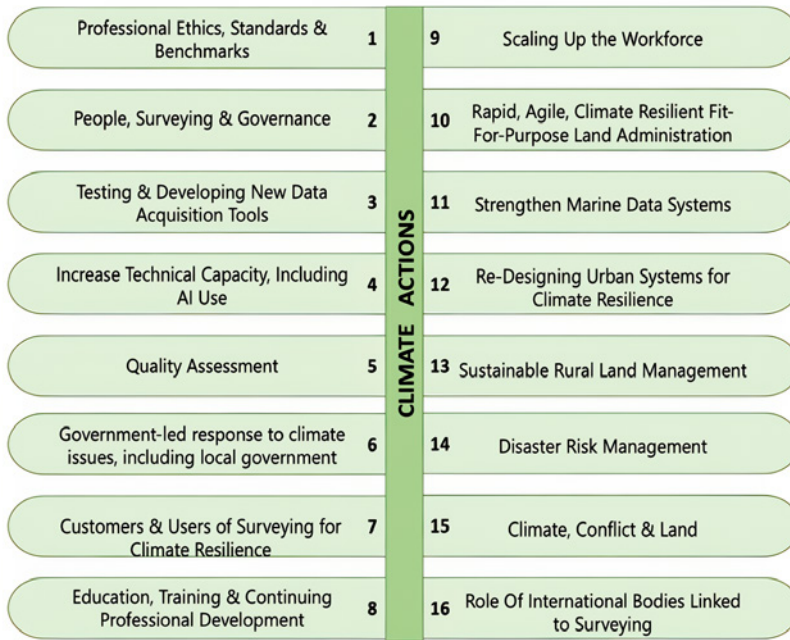 Professional Ethics, Standards &
Benchmarks
1
People, Surveying & Governance
2
Testing & Developing New Data
Acquisition Tools
3
Increase Technical Capacity, Including
AI Use
4
Quality Assessment
5
Government-led response to climate
issues, including local government
6
Customers & Users of Surveying for
Climate Resilience
7
Education, Training & Continuing
Professional Development
8
CLIMATE ACTIONS
9
Scaling Up the Workforce
10
Rapid, Agile, Climate Resilient Fit-
For-Purpose Land Administration
11
Strengthen Marine Data Systems
12
Re-Designing Urban Systems for
Climate Resilience
13
Sustainable Rural Land Management
14
Disaster Risk Management
15
Climate, Conflict & Land
16
Role Of International Bodies Linked
to Surveying